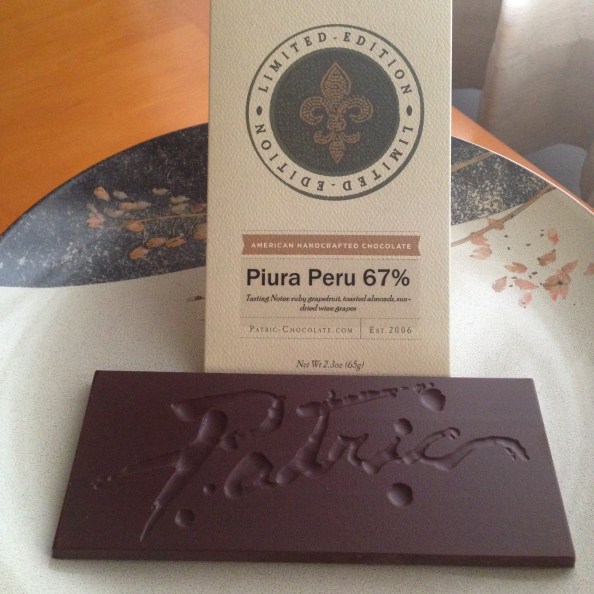 LIMITED-EDITION
LIMITED-EDITION
AMERICAN HANDCRAFTED CHOCOLATE
Piura Peru 67%
Tasting Notes: ruby grapefruit, toasted almonds, sun-
dried wine grapes
PATRIC-CHOCOLATE.COM EST. 2006
Net Wt 2.3oz (65g)
Patric